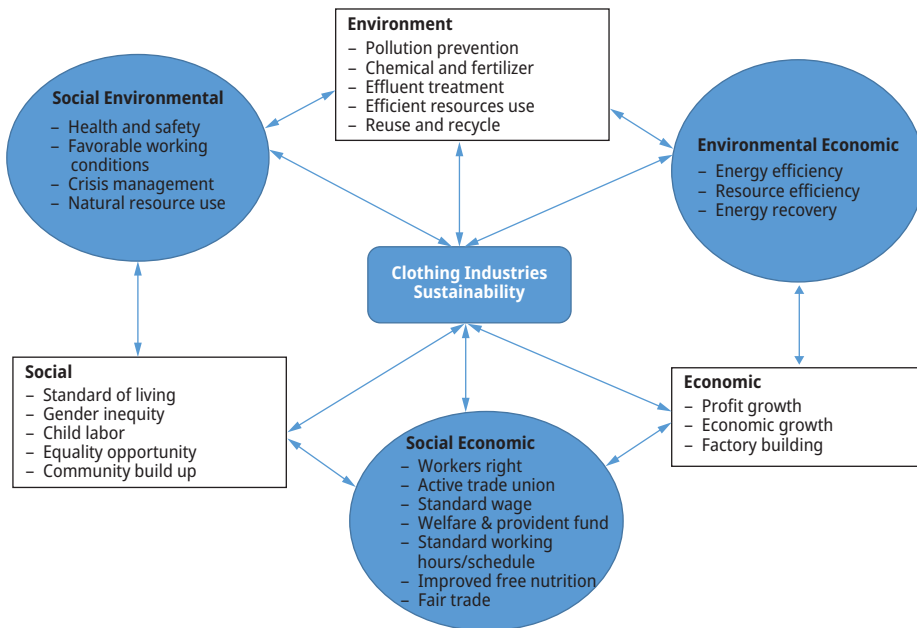 Environment
– Pollution prevention
– Chemical and fertilizer
– Effluent treatment
– Efficient resources use
– Reuse and recycle
Social Environmental
– Health and safety
– Favorable working
conditions
– Crisis management
– Natural resource use
Environmental Economic
– Energy efficiency
– Resource efficiency
– Energy recovery
Clothing Industries
Sustainability
Social
– Standard of living
– Gender inequity
– Child labor
– Equality opportunity
– Community build up
Social Economic
– Workers right
– Active trade union
– Standard wage
– Welfare & provident fund
– Standard working
hours/schedule
– Improved free nutrition
– Fair trade
Economic
– Profit growth
– Economic growth
– Factory building